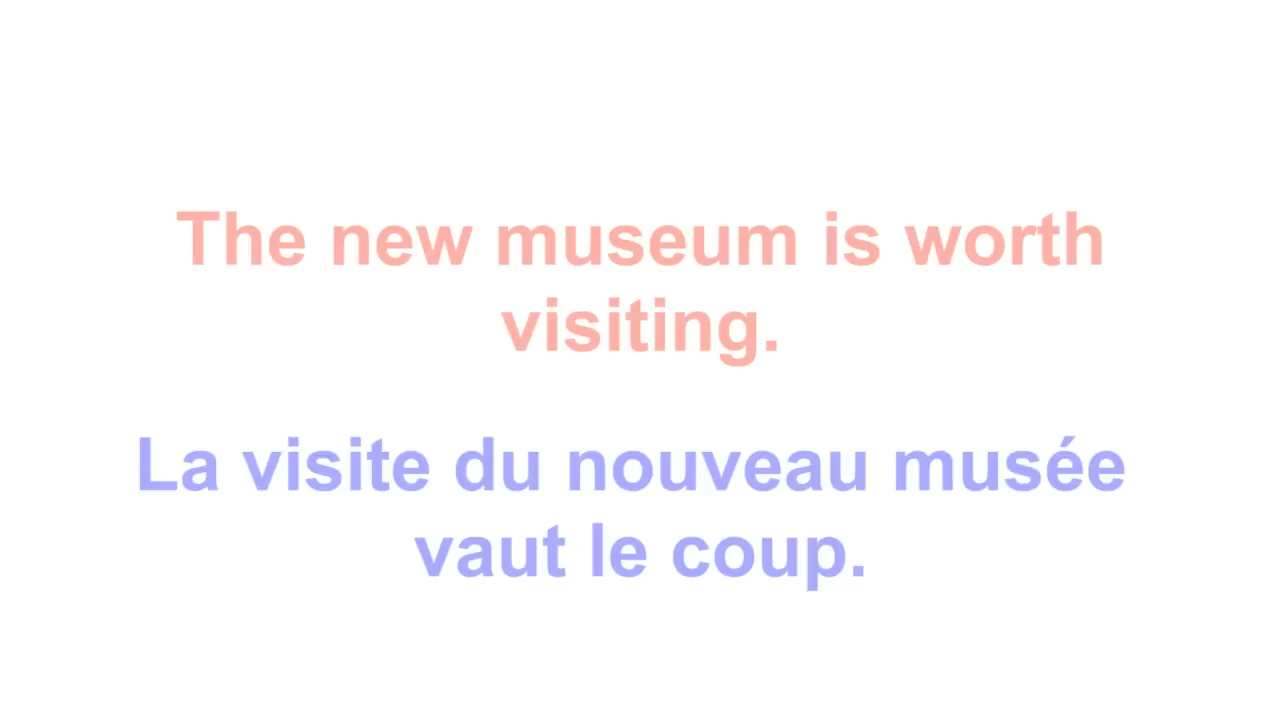 The new museum is worth
visiting.
La visite du nouveau musée
vaut le coup.